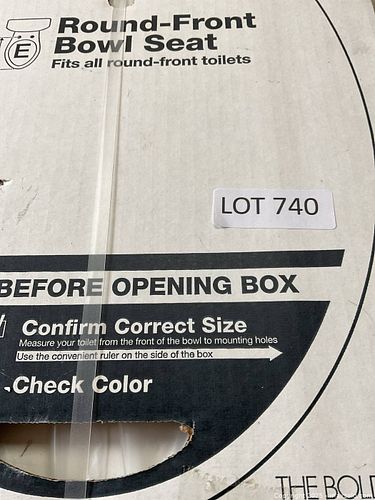 E
Round-Front
Bowl Seat
Fits all round-front toilets
LOT 740
BEFORE OPENING BOX
Confirm Correct Size
Measure your toilet from the front of the bowl to mounting holes
Use the convenient ruler on the side of the box
Check Color
THE BOLD